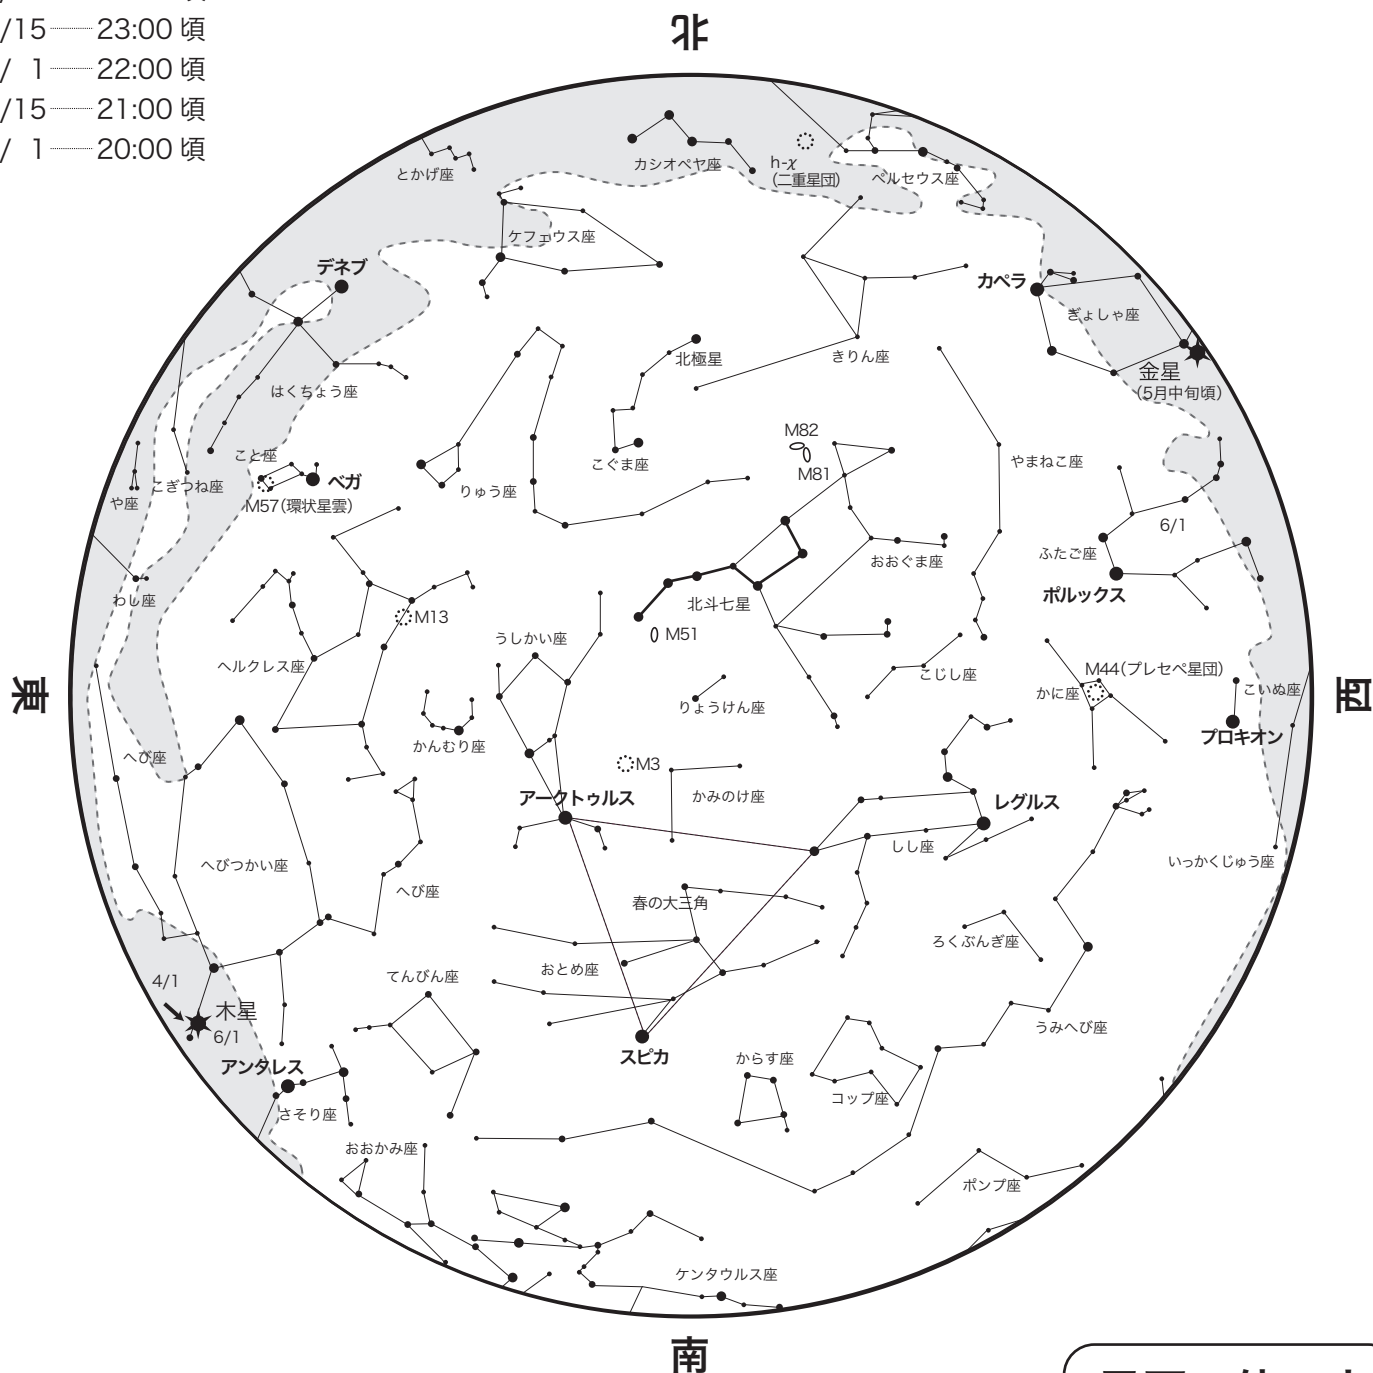 /15 23:00 頃
/ 1 22:00 頃
/15 21:00 頃
/ 1 20:00 頃
北
カシオペヤ座
h-χ
(二重星団)
ペルセウス座
とかげ座
ケフェウス座
デネブ
カペラ
ぎょしゃ座
北極星
きりん座
金星
(5月中旬頃)
はくちょう座
M82
M81
こと座
ベガ
こぐま座
やまねこ座
や座
こぎつね座
りゅう座
M57(環状星雲)
6/1
おおぐま座
ふたご座
ポルックス
わし座
北斗七星
M13
M51
うしかい座
ヘルクレス座
こじし座
M44(プレセペ星団)
かに座
こいぬ座
東
西
りょうけん座
プロキオン
かんむり座
へび座
M3
アークトゥルス
かみのけ座
レグルス
しし座
へびつかい座
いっかくじゅう座
へび座
春の大三角
ろくぶんぎ座
おとめ座
てんびん座
4/1
木星
6/1
うみへび座
スピカ
からす座
アンタレス
コップ座
さそり座
おおかみ座
ポンプ座
ケンタウルス座
南